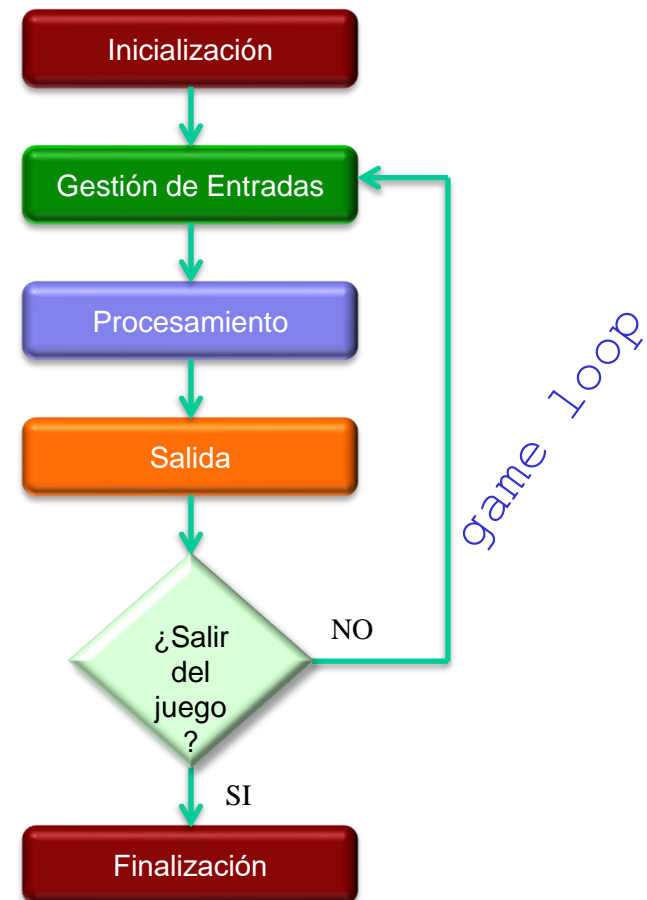 Inicialización
Gestión de Entradas
Procesamiento
Salida
game loop
¿Salir
del
juego
?
NO
SI
Finalización